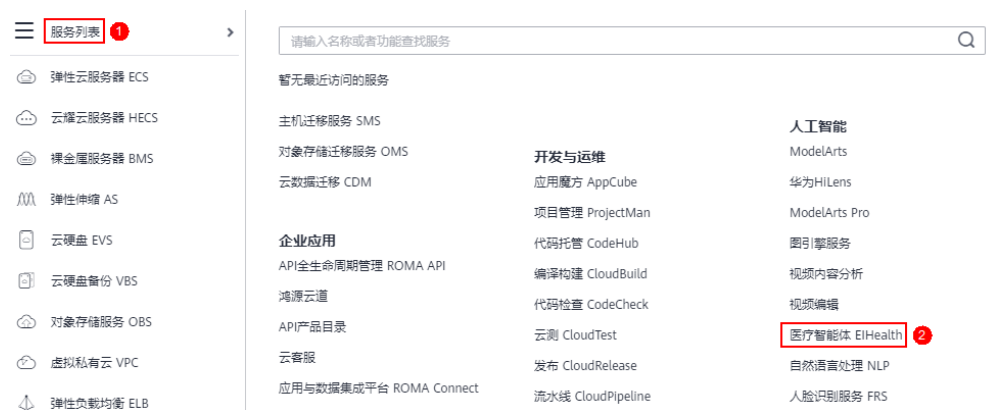 服务列表 1
弹性云服务器 ECS
云耀云服务器 HECS
裸金属服务器 BMS
弹性伸缩 AS
云硬盘 EVS
云硬盘备份 VBS
对象存储服务 OBS
虚拟私有云 VPC
弹性负载均衡 ELB
请输入名称或者功能查找服务
暂无最近访问的服务
主机迁移服务 SMS
对象存储迁移服务 OMS
云数据迁移 CDM
企业应用
API全生命周期管理 ROMA API
鸿源云道
API产品目录
云客服
应用与数据集成平台 ROMA Connect
开发与运维
应用魔方 AppCube
项目管理 ProjectMan
代码托管 CodeHub
编译构建 CloudBuild
代码检查 CodeCheck
云测 CloudTest
发布 CloudRelease
流水线 CloudPipeline
人工智能
ModelArts
华为HiLens
ModelArts Pro
图引擎服务
视频内容分析
视频编辑
医疗智能体 EIHealth 2
自然语言处理 NLP
人脸识别服务 FRS